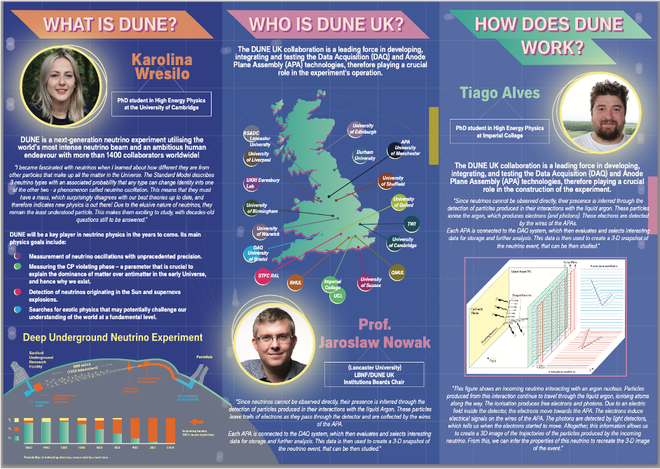 WHAT IS DUNE?
Karolina
Wresilo
PhD student in High Energy Physics
at the University of Cambridge
DUNE is a next-generation neutrino experiment utilising the
world's most intense neutrino beam and an ambitious human
endeavour with more than 1400 collaborators worldwide!
"I became fascinated with neutrinos when I learned about how different they are from
other particles that make up all the matter in the Universe. The Standard Model describes
3 neutrino types with an associated probability that any type can change identity into one
of the other two - a phenomenon called neutrino oscillation. This means that they must
have a mass, which surprisingly disagrees with our best theories up to date, and
therefore indicates new physics is out there! Due to the elusive nature of neutrinos, they
remain the least understood particle. This makes them exciting to study, with decades-old
questions still to be answered."
DUNE will be a key player in neutrino physics in the years to come. Its main
physics goals include:
Measurement of neutrino oscillations with unprecedented precision.
Measuring the CP violating phase – a parameter that is crucial to
explain the dominance of matter over antimatter in the early Universe,
and hence why we exist.
Detection of neutrinos originating in the Sun and supernova
explosions.
Searches for exotic physics that may potentially challenge our
understanding of the world at a fundamental level.
Deep Underground Neutrino Experiment
Sanford
Underground
Research
Facility
Fermilab
WHO IS DUNE UK?
The DUNE UK collaboration is a leading force in developing,
integrating and testing the Data Acquisition (DAQ) and Anode
Plane Assembly (APA) technologies, therefore playing a crucial
role in the experiment's operation.
Lancaster
University
University
of Edinburgh
University
of Liverpool
Durham
University
APA
University
of Manchester
UKRI Daresbury
Lab
University
of Sheffield
University
of Birmingham
University
of Oxford
University
of Warwick
DAQ
University
of Bristol
STFC RAL
RHUL
Imperial
College
UCL
University
of Sussex
QMUL
Prof.
Jaroslaw Nowak
(Lancaster University)
LBNF/DUNE UK
Institutions Boards Chair
"Since neutrinos cannot be observed directly, their presence is inferred through the
detection of particles produced in their interactions with the liquid Argon. These particles
leave trails of electrons as they pass through the detector and are collected by the wires
of the APA.
Each APA is connected to the DAQ system, which then evaluates and selects interesting
data for storage and further analysis. This data is then used to create a 3-D snapshot of
the neutrino event, that can be then studied."
HOW DOES DUNE
WORK?
Tiago Alves
PhD student in High Energy Physics
at Imperial College
The DUNE UK collaboration is a leading force in developing,
integrating, and testing the Data Acquisition (DAQ) and Anode
Plane Assembly (APA) technologies, therefore playing a crucial
role in the construction of the experiment.
"Since neutrinos cannot be observed directly, their presence is inferred through the
detection of particles produced in their interactions with the liquid argon. These particles
ionise the argon, which produces electrons (and photons). These electrons are detected
by the wires of the APAs.
Each APA is connected to the DAQ system, which then evaluates and selects interesting
data for storage and further analysis. This data is then used to create a 3-D snapshot of
the neutrino event, that can be then studied."
"This figure shows an incoming neutrino interacting with an argon nucleus. Particles
produced from this interaction continue to travel through the liquid argon, ionising atoms
along the way. The ionisation produces free electrons and photons. Due to an electric
field inside the detector, the electrons move towards the APA. The electrons induce
electrical signals on the wires of the APA. The photons are detected by light detectors,
which tells us when the electrons started to move. Altogether, this information allows us
to create a 3D image of the trajectories of the particles produced by the incoming
neutrino. From this, we can infer the properties of this neutrino to recreate the 3-D image
of the event."